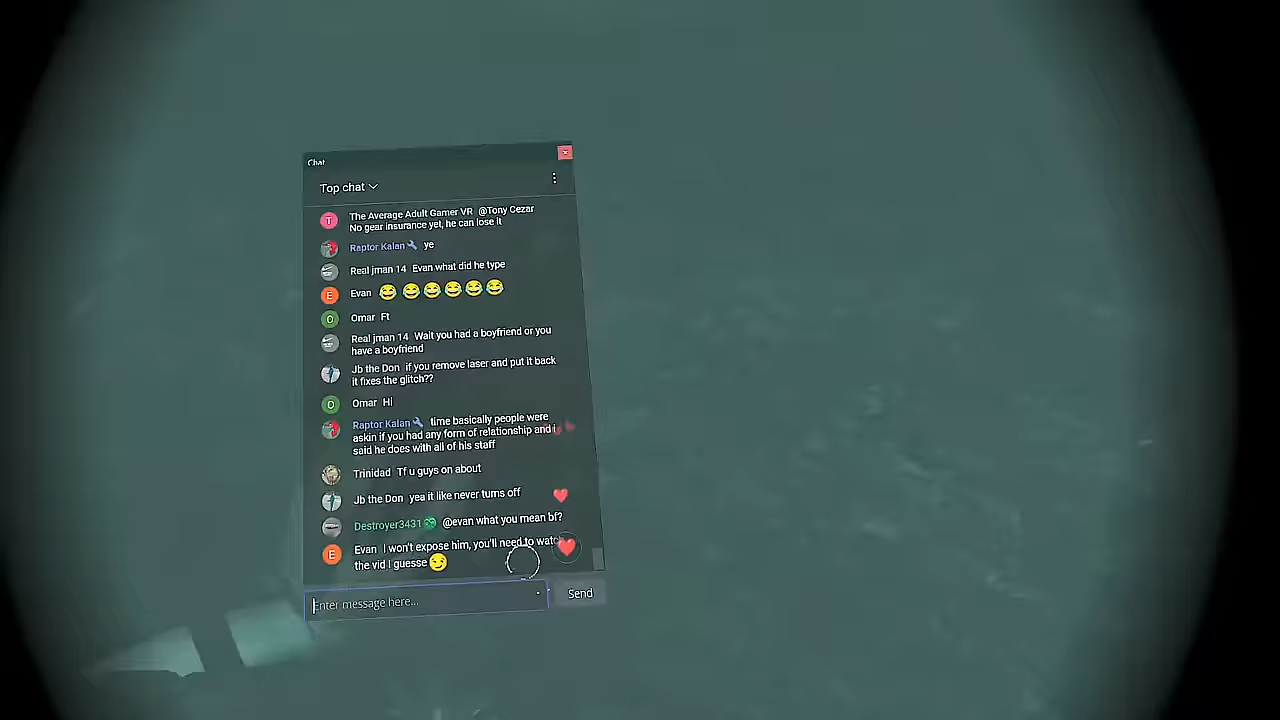 Chat
Top chat
T The Average Adult Gamer VR @Tony Cezar
No gear insurance yet, he can lose it
Raptor Kalan ye
Real jman 14 Evan what did he type
E Evan 😂😂😂😂😂😂
O Omar Ft
Real jman 14 Wait you had a boyfriend or you
have a boyfriend
Jb the Don if you remove laser and put it back
it fixes the glitch??
O Omar Hi
Raptor Kalan time basically people were
askin if you had any form of relationship and i
said he does with all of his staff
Trinidad Tf u guys on about
Jb the Don yea it like never turns off
Destroyer3431 @evan what you mean bf?
E Evan I won't expose him, you'll need to watch
the vid I guess😏
Enter message here...
Send